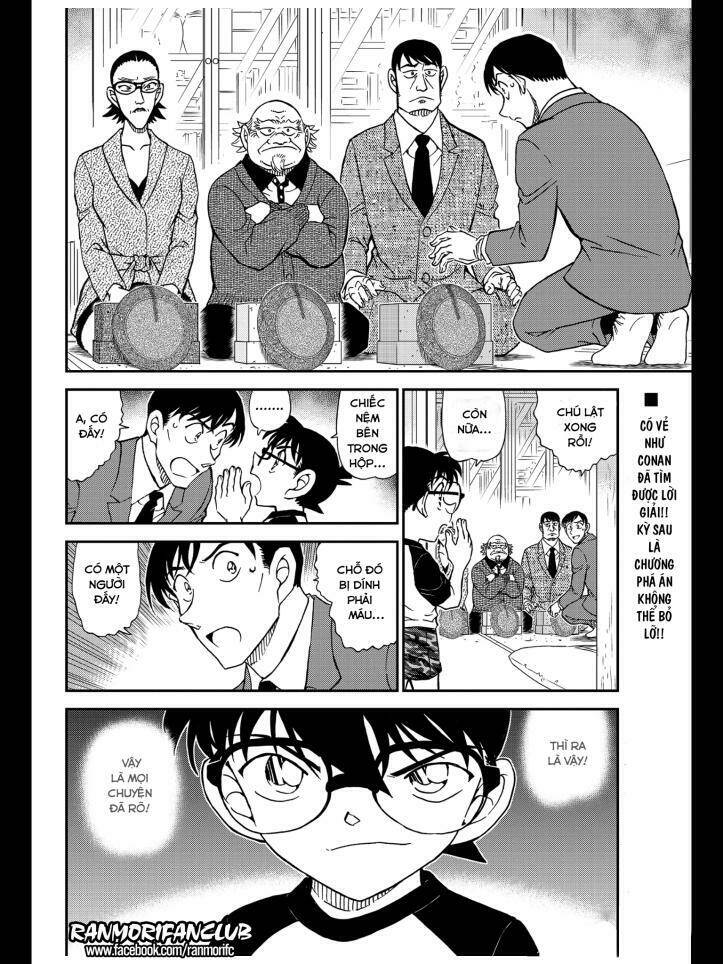 CHÚ LẬT
XONG
RỒI!
CÒN
NỮA...
CHIẾC
NỆM
BÊN
TRONG
HỘP...
.......
A, CÓ
ĐẤY!
CHỖ ĐÓ
BỊ DÍNH
PHẢI
MÁU...
CÓ MỘT
NGƯỜI
ĐẤY!
THÌ RA
LÀ VẬY!
VẬY
LÀ MỌI
CHUYỆN
ĐÃ RÕ!
CÓ VẺ
NHƯ
CONAN
ĐÃ TÌM
ĐƯỢC LỜI
GIẢI!!
KỲ SAU
LÀ
CHƯƠNG
PHÁ ÁN
KHÔNG
THỂ BỎ
LỠ!!
RANMORIFANCLUB
www.facebook.com/ranmorifc